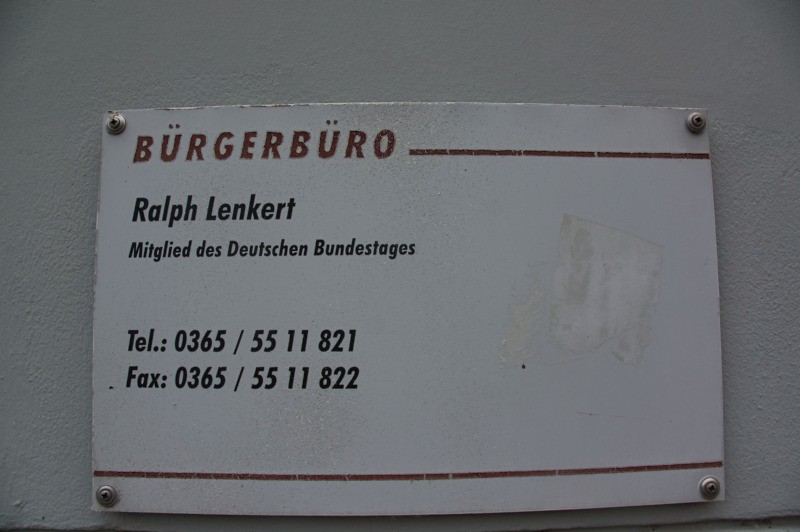 BÜRGERBÜRO
Ralph Lenkert
Mitglied des Deutschen Bundestages
Tel.: 0365 / 55 11 821
Fax: 0365 / 55 11 822